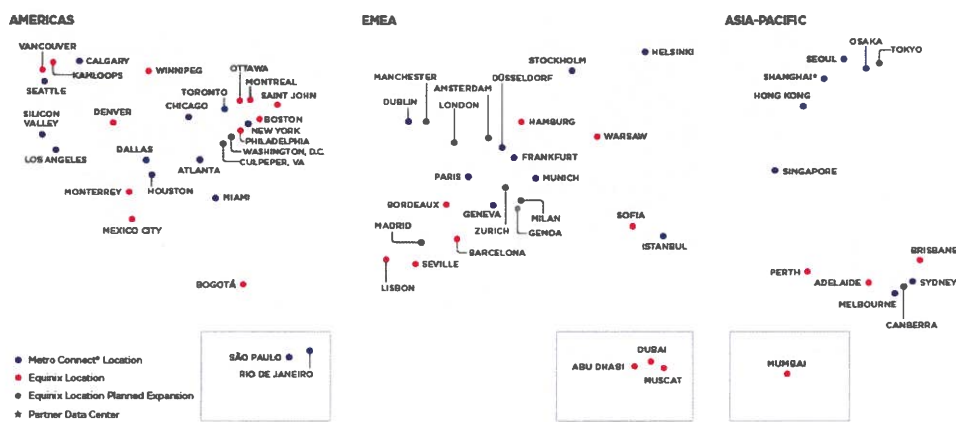 AMERICAS
VANCOUVER
CALGARY
KAMLOOPS
SEATTLE
WINNIPEG
OTTAWA
MONTREAL
TORONTO
SAINT JOHN
CHICAGO
BOSTON
SILICON
VALLEY
DENVER
NEW YORK
PHILADELPHIA
WASHINGTON, D.C.
CULPEPER, VA
LOS ANGELES
DALLAS
ATLANTA
HOUSTON
MONTERREY
MIAMI
MEXICO CITY
BOGOTÁ
SÃO PAULO
RIO DE JANEIRO
Metro Connect® Location
Equinix Location
Equinix Location Planned Expansion
Partner Data Center
EMEA
HELSINKI
STOCKHOLM
MANCHESTER
DÜSSELDORF
AMSTERDAM
DUBLIN
LONDON
HAMBURG
WARSAW
FRANKFURT
PARIS
MUNICH
BORDEAUX
GENEVA
MILAN
ZURICH
GENOA
SOFIA
MADRID
ISTANBUL
BARCELONA
SEVILLE
LISBON
DUBAI
ABU DHABI
MUSCAT
ASIA-PACIFIC
OSAKA
TOKYO
SEOUL
SHANGHAI*
HONG KONG
SINGAPORE
BRISBANE
PERTH
ADELAIDE
SYDNEY
MELBOURNE
CANBERRA
MUMBAI